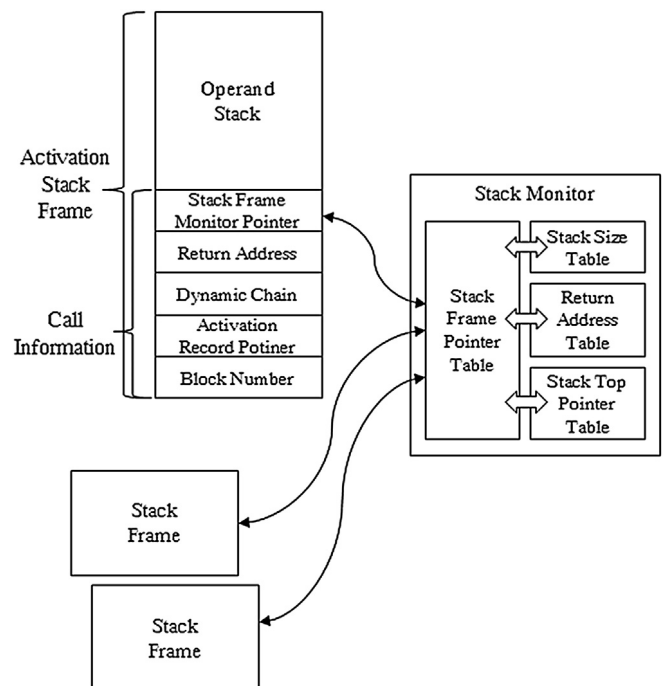 Operand
Stack
Activation
Stack
Frame
Stack Frame
Monitor Pointer
Return Address
Dynamic Chain
Activation
Record Potiner
Block Number
Call
Information
Stack Monitor
Stack
Frame
Pointer
Table
Stack Size
Table
Return
Address
Table
Stack Top
Pointer
Table
Stack
Frame
Stack
Frame